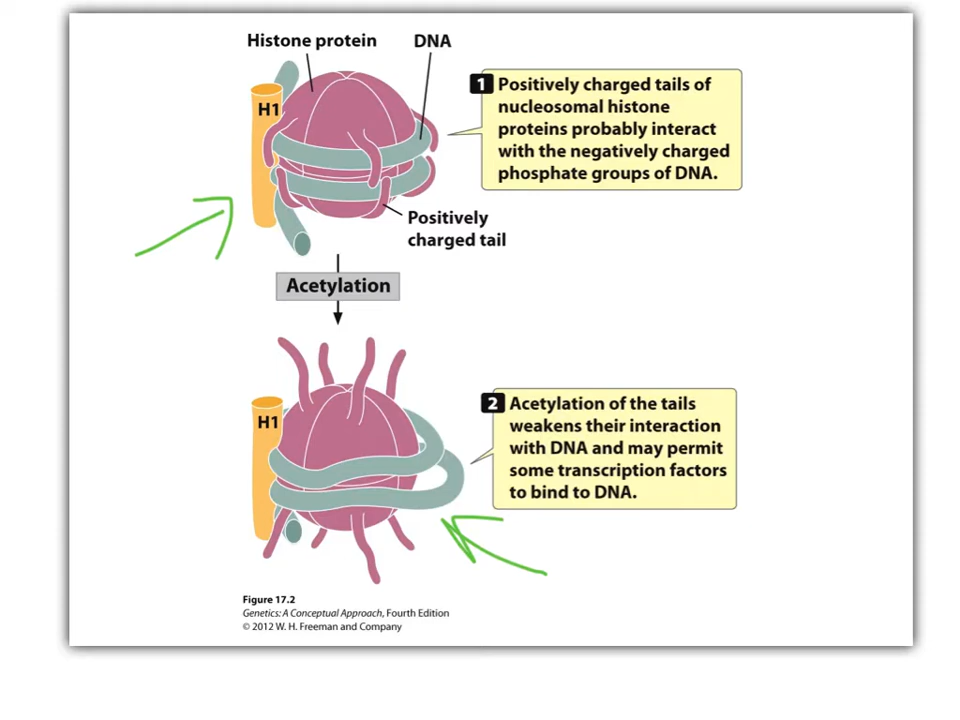 Histone protein
DNA
H1
1 Positively charged tails of
nucleosomal histone
proteins probably interact
with the negatively charged
phosphate groups of DNA.
Positively
charged tail
Acetylation
H1
2 Acetylation of the tails
weakens their interaction
with DNA and may permit
some transcription factors
to bind to DNA.
Figure 17.2
Genetics: A Conceptual Approach, Fourth Edition
© 2012 W. H. Freeman and Company